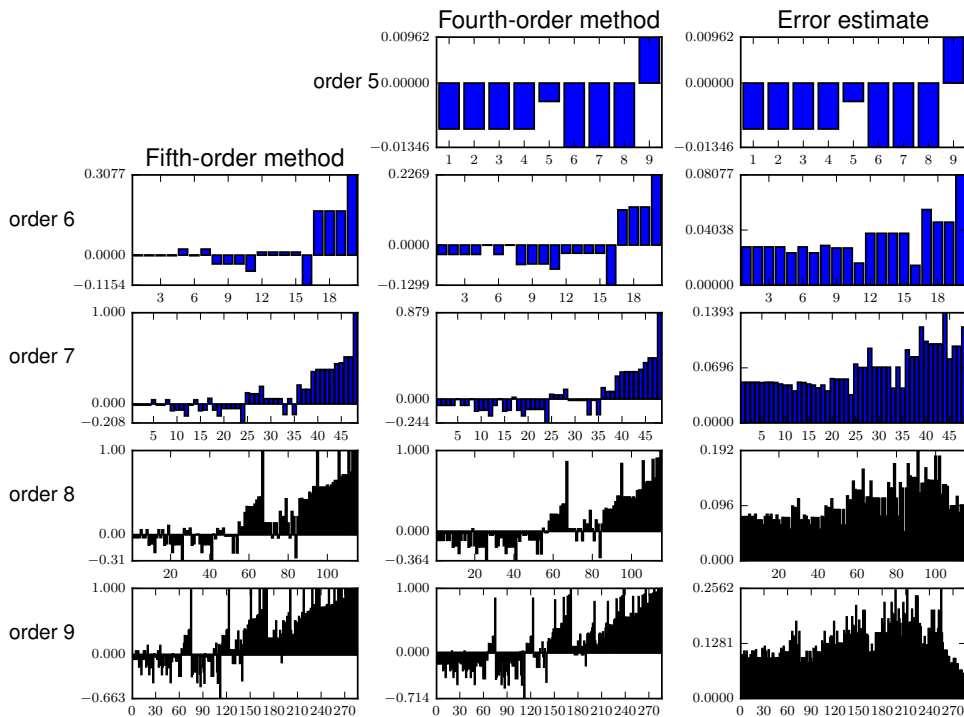 Fourth-order method
Error estimate
order 5
0.00962
0.00000
−0.01346
1 2 3 4 5 6 7 8 9
0.00962
0.00000
−0.01346
1 2 3 4 5 6 7 8 9
Fifth-order method
order 6
0.3077
0.0000
−0.1154
3 6 9 12 15 18
0.2269
0.0000
−0.1299
3 6 9 12 15 18
0.08077
0.04038
0.00000
3 6 9 12 15 18
order 7
1.000
0.000
−0.208
5 10 15 20 25 30 35 40 45
0.879
0.000
−0.244
5 10 15 20 25 30 35 40 45
0.1393
0.0696
0.0000
5 10 15 20 25 30 35 40 45
order 8
1.00
0.00
−0.31
20 40 60 80 100
1.000
0.000
−0.364
20 40 60 80 100
0.192
0.096
0.000
20 40 60 80 100
order 9
1.000
0.000
−0.663
0 30 60 90 120 150 180 210 240 270
1.000
0.000
−0.714
0 30 60 90 120 150 180 210 240 270
0.2562
0.1281
0.0000
0 30 60 90 120 150 180 210 240 270